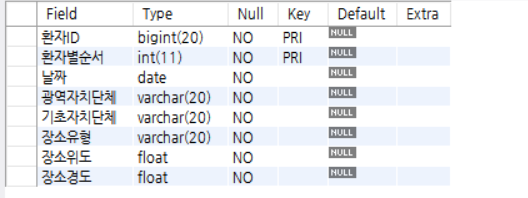 Field Type Null Key Default Extra
환자ID bigint(20) NO PRI NULL
환자별순서 int(11) NO PRI NULL
날짜 date NO NULL
광역자치단체 varchar(20) NO NULL
기초자치단체 varchar(20) NO NULL
장소유형 varchar(20) NO NULL
장소위도 float NO NULL
장소경도 float NO NULL